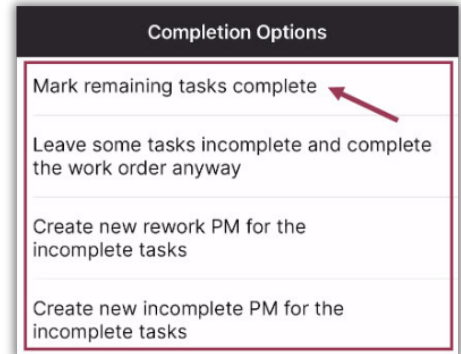 Completion Options
Mark remaining tasks complete
Leave some tasks incomplete and complete
the work order anyway
Create new rework PM for the
incomplete tasks
Create new incomplete PM for the
incomplete tasks